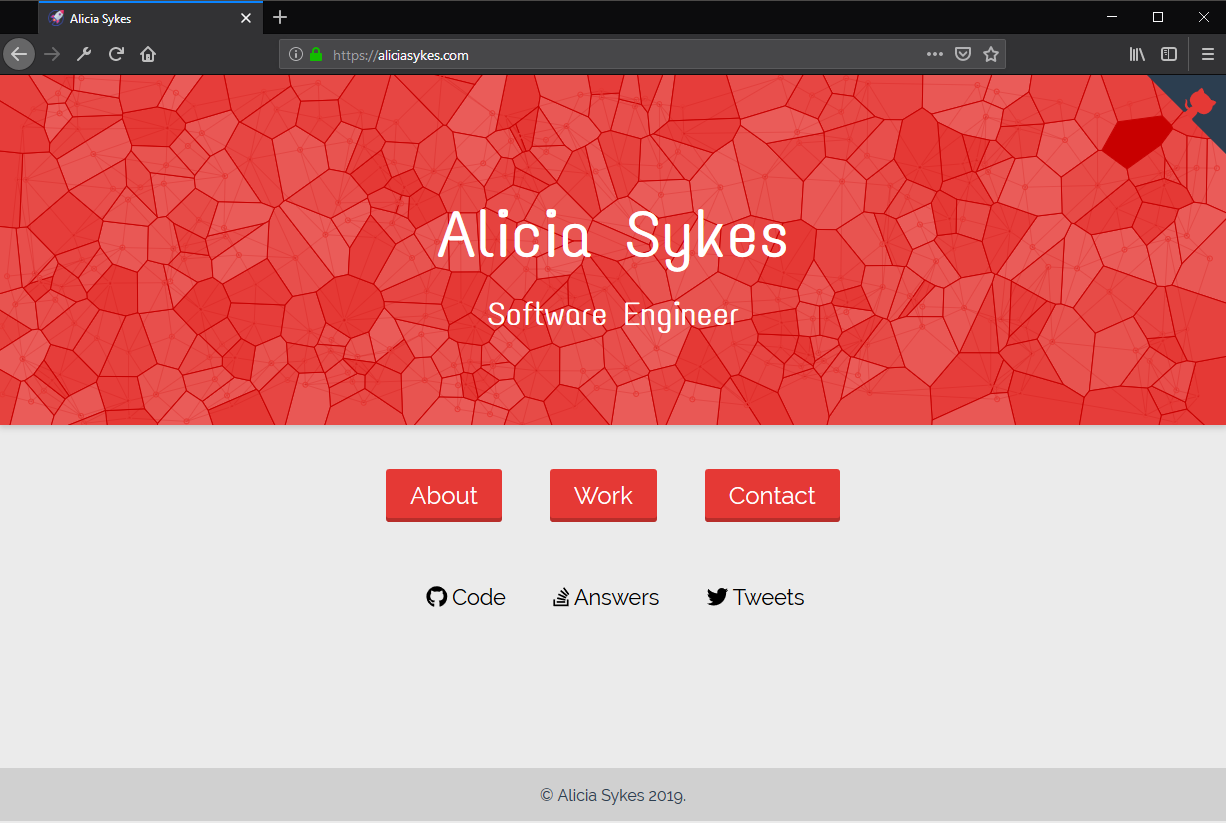 Alicia Sykes
https://aliciasykes.com
Alicia Sykes
Software Engineer
About Work Contact
Code Answers Tweets
© Alicia Sykes 2019.